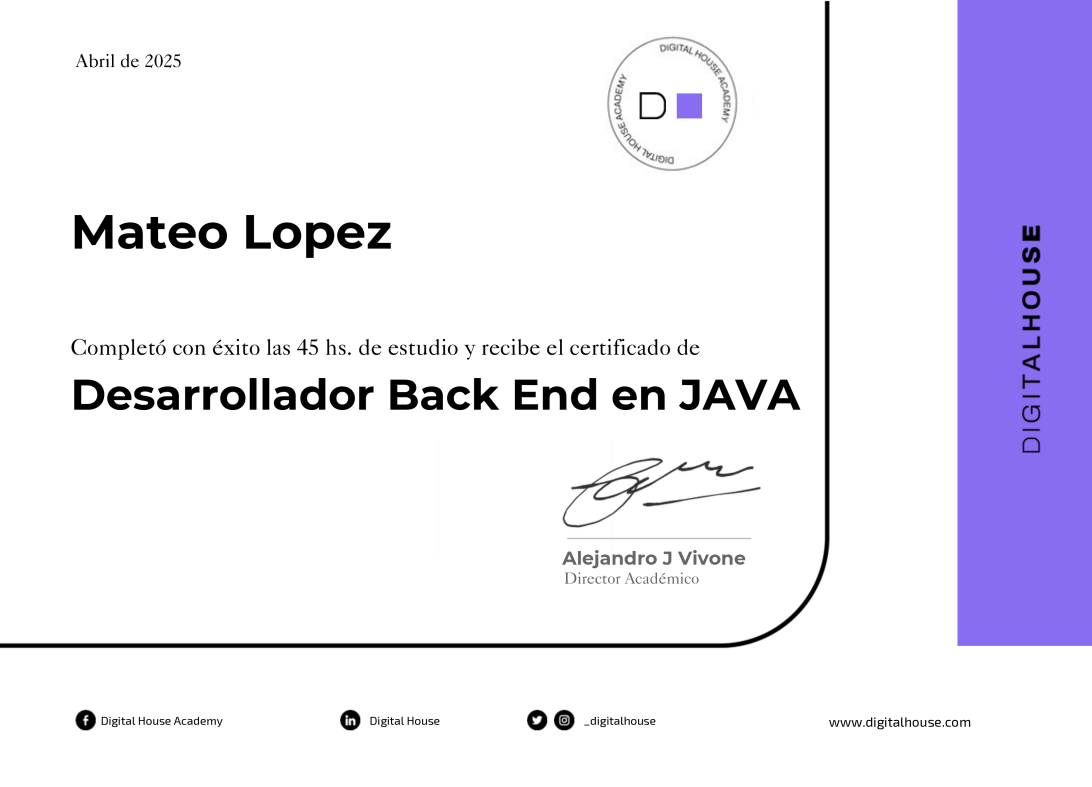 Abril de 2025
DIGITAL HOUSE ACADEMY
DIGITAL HOUSE ACADEMY
D
Mateo Lopez
Completó con éxito las 45 hs. de estudio y recibe el certificado de
Desarrollador Back End en JAVA
Alejandro J Vivone
Director Académico
DIGITALHOUSE
Digital House Academy
Digital House
_digitalhouse
www.digitalhouse.com